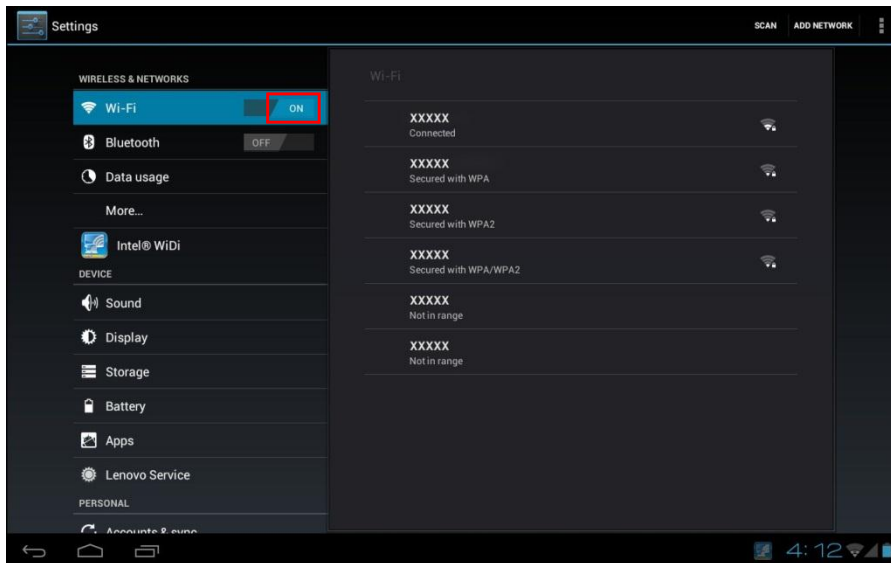 Settings
SCAN ADD NETWORK
WIRELESS & NETWORKS
Wi-Fi ON
Bluetooth OFF
Data usage
More...
Intel® WiDi
DEVICE
Sound
Display
Storage
Battery
Apps
Lenovo Service
PERSONAL
Accounts & sync
Wi-Fi
XXXXX
Connected
XXXXX
Secured with WPA
XXXXX
Secured with WPA2
XXXXX
Secured with WPA/WPA2
XXXXX
Not in range
XXXXX
Not in range
4:12